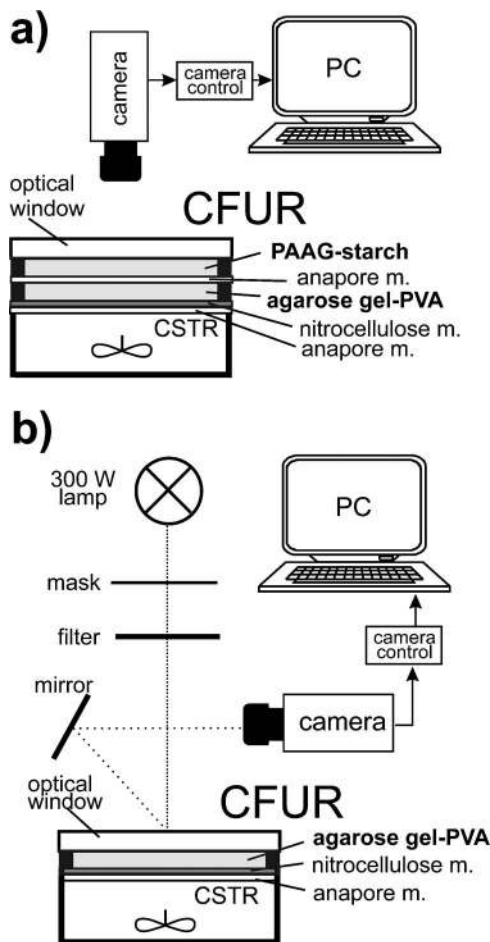 a)
camera
camera
control
PC
optical
window
CFUR
PAAG-starch
anapore m.
agarose gel-PVA
nitrocellulose m.
CSTR
anapore m.
b)
300 W
lamp
PC
mask
filter
camera
control
mirror
camera
optical
window
CFUR
agarose gel-PVA
nitrocellulose m.
CSTR
anapore m.